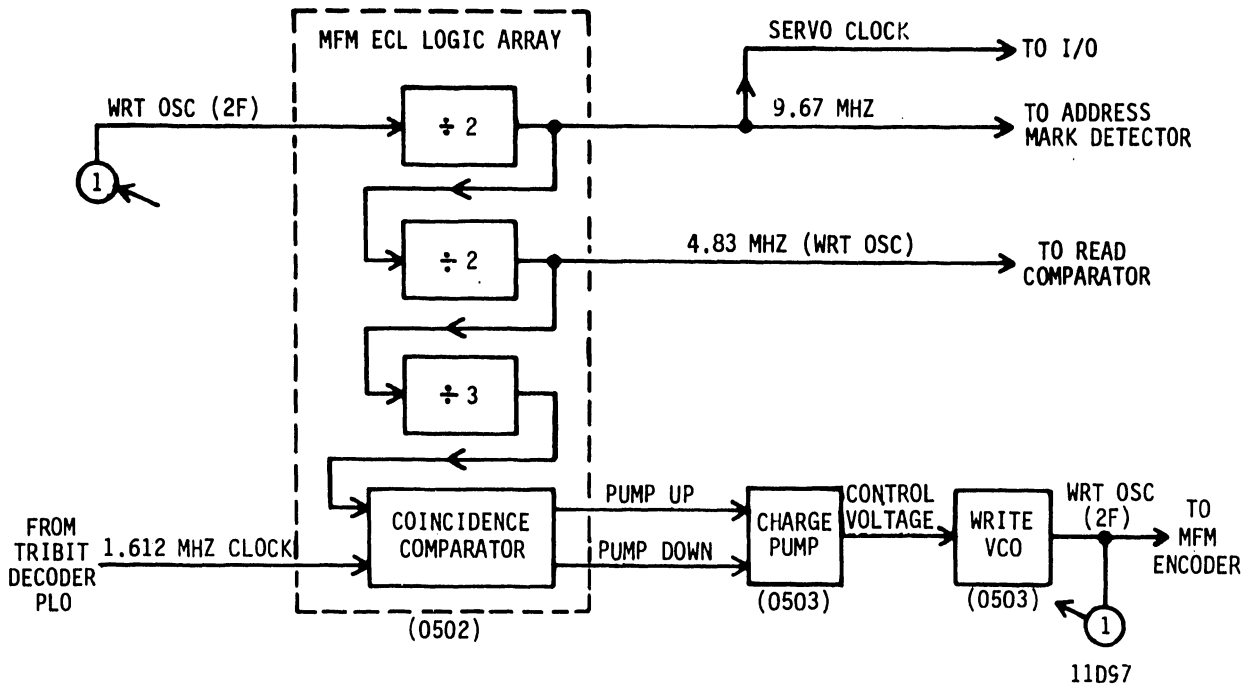 MFM ECL LOGIC ARRAY
SERVO CLOCK
TO I/O
WRT OSC (2F)
÷ 2
9.67 MHZ
TO ADDRESS
MARK DETECTOR
1
÷ 2
4.83 MHZ (WRT OSC)
TO READ
COMPARATOR
÷ 3
FROM
TRIBIT
DECODER
PLO
1.612 MHZ CLOCK
COINCIDENCE
COMPARATOR
PUMP UP
PUMP DOWN
CHARGE
PUMP
CONTROL
VOLTAGE
WRITE
VCO
WRT OSC
(2F)
TO
MFM
ENCODER
(0502)
(0503)
(0503)
1
11D97